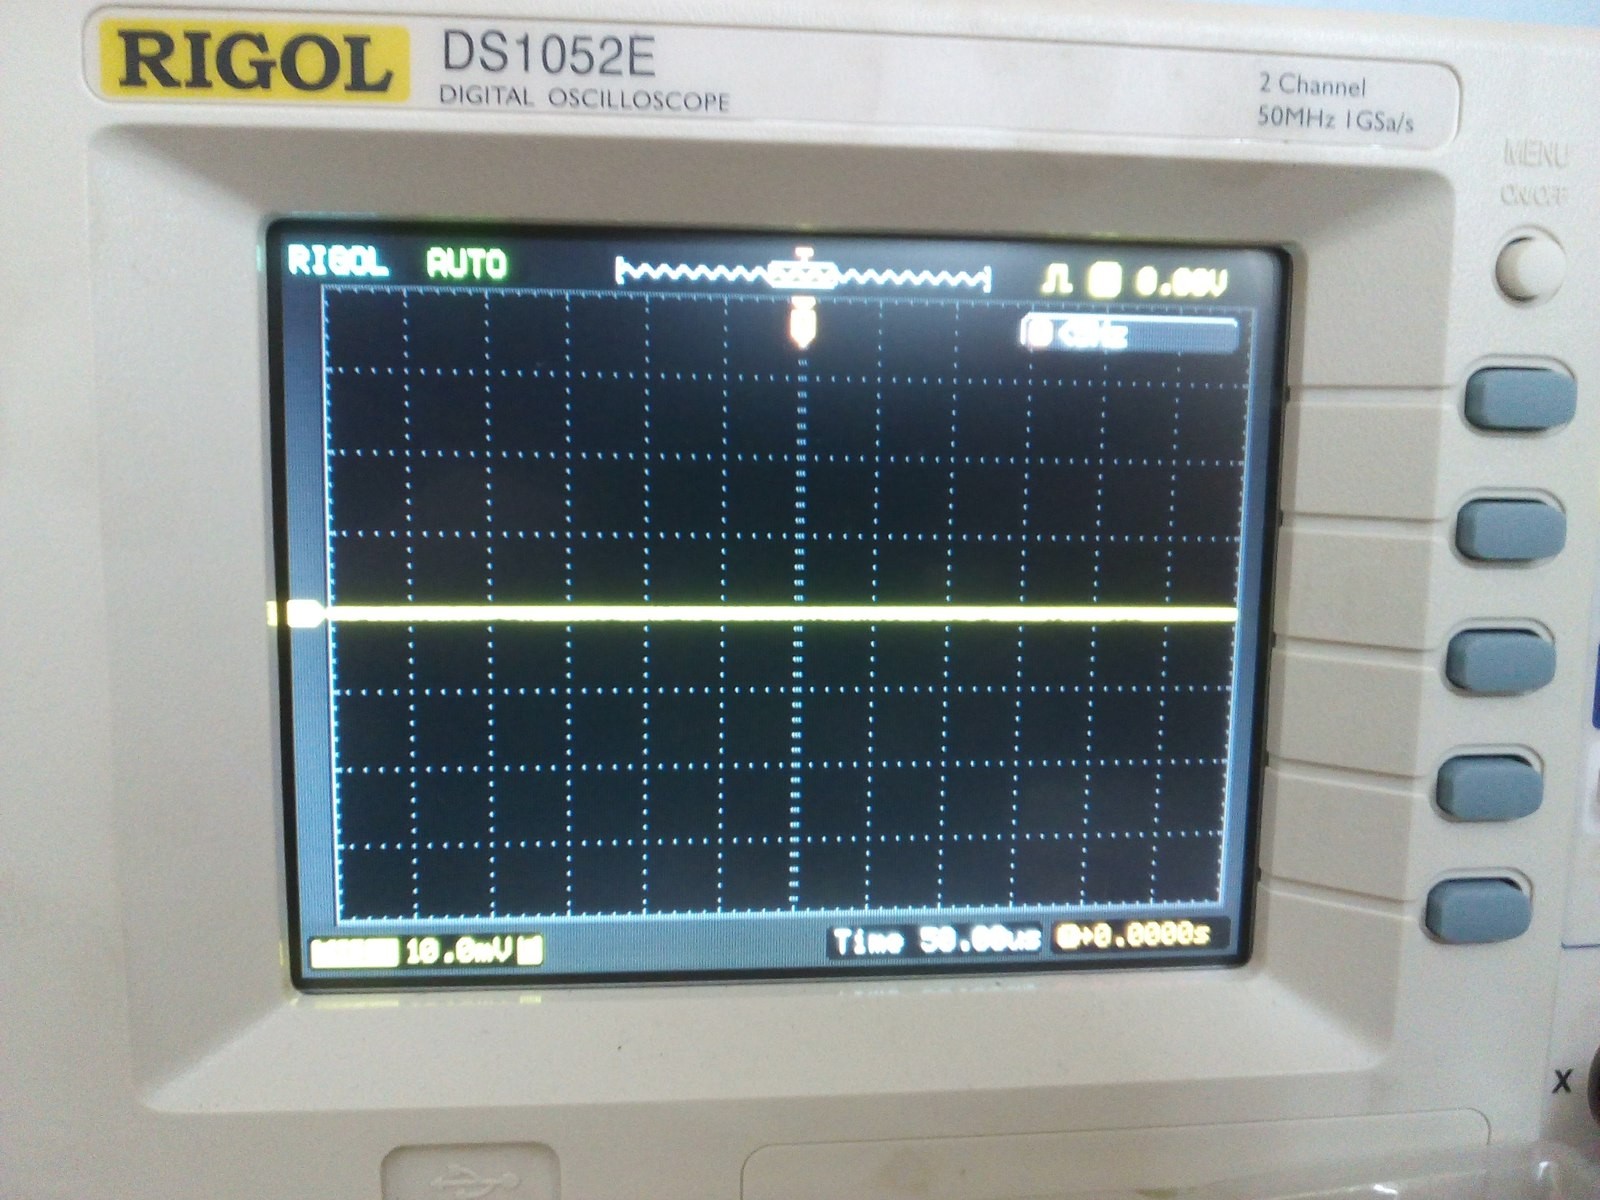 RIGOL DS1052E
DIGITAL OSCILLOSCOPE
2 Channel
50MHz 1GSa/s
MENU
ON/OFF
RIGOL AUTO
T
0.00V
10.0mV
Time 50.00us +0.0000s
X